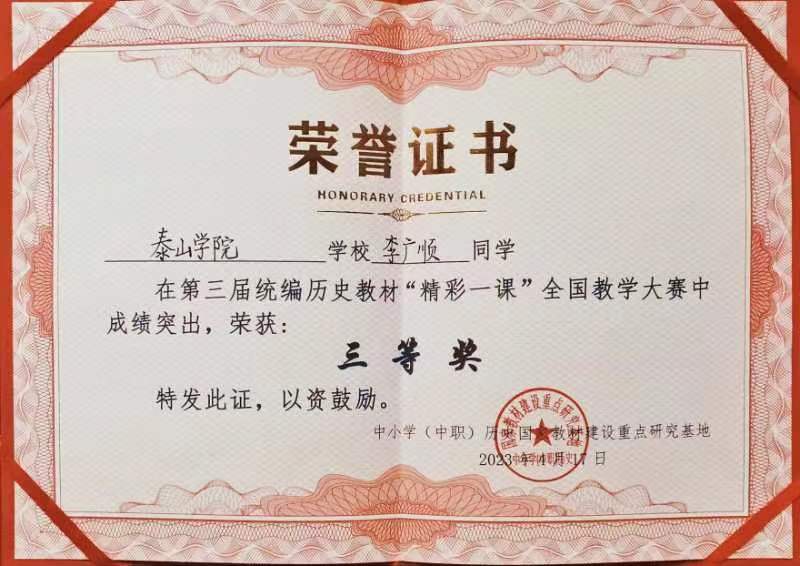 荣誉证书
HONORARY CREDENTIAL
泰山学院 学校 李广顺 同学
在第三届统编历史教材“精彩一课”全国教学大赛中
成绩突出，荣获：
三等奖
特发此证，以资鼓励。
中小学（中职）历史国家教材建设重点研究基地
2023年4月17日